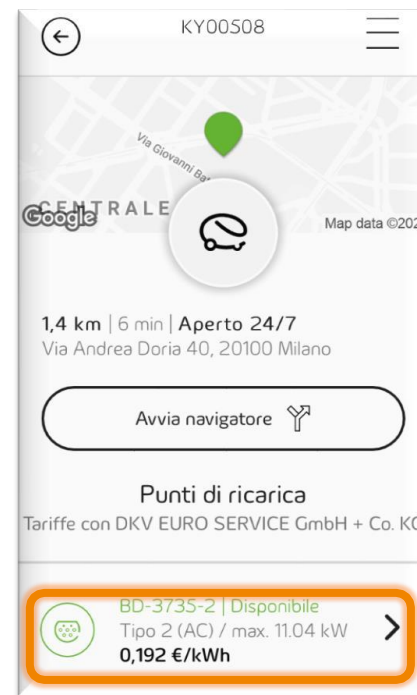 KY00508
Via Giovanni Ba
CENTRALE
Google
Map data ©202
1,4 km | 6 min | Aperto 24/7
Via Andrea Doria 40, 20100 Milano
Avvia navigatore
Punti di ricarica
Tariffe con DKV EURO SERVICE GmbH + Co. KG
BD-3735-2 | Disponibile
Tipo 2 (AC) / max. 11.04 kW
0,192 €/kWh